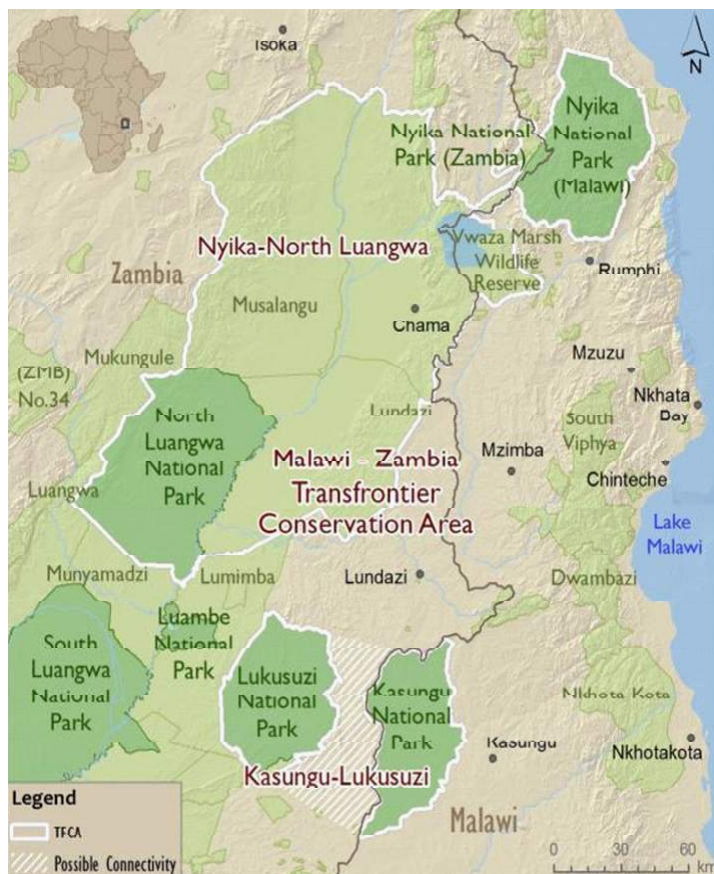 Isoka
N
Nyika
National
Park
(Malawi)
Nyika National
Park (Zambia)
Nyika-North Luangwa
Vwaza Marsh
Wildlife
Reserve
Rumphi
Zambia
Musalangu
Chama
Mukungule
Mzuzu
(ZMB)
No.34
Nkhata
Bay
North
Luangwa
National
Park
Lundazi
South
Viphya
Malawi - Zambia
Transfrontier
Conservation Area
Mzimba
Chinteche
Luangwa
Lake
Malawi
Munyamadzi
Lumimba
Lundazi
Dwambazi
Luambe
National
Park
South
Luangwa
National
Park
Lukusuzi
National
Park
Kasungu
National
Park
Nkhota Kota
Kasungu
Nkhotakota
Kasungu-Lukusuzi
Malawi
Legend
TFCA
Possible Connectivity
0 30 60
km